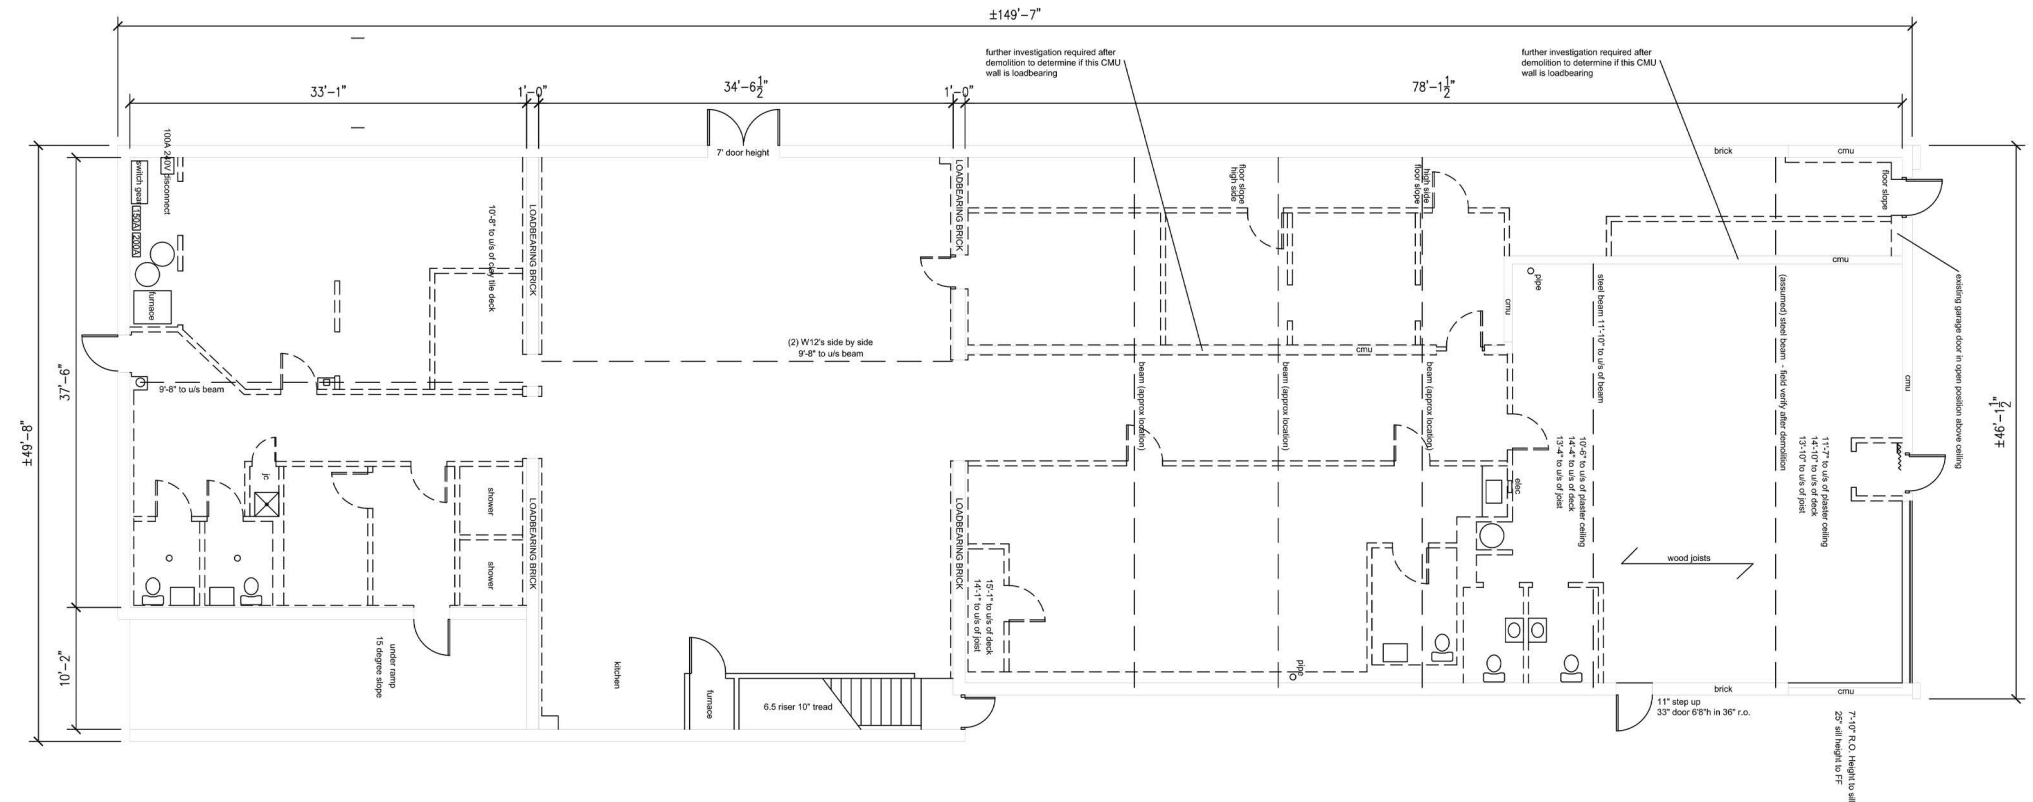 ±149'-7"
further investigation required after
demolition to determine if this CMU
wall is loadbearing
further investigation required after
demolition to determine if this CMU
wall is loadbearing
33'-1"
1'-0"
34'-6 1/2"
1'-0"
78'-1 1/2"
±49'-8"
37'-6"
10'-2"
±46'-1 1/2"
100A 240V disconnect
switch gear
150A
200A
furnace
10'-8" to u/s of clay tile deck
LOADBEARING BRICK
7' door height
LOADBEARING BRICK
floor slope
high side
high side
floor slope
brick
cmu
floor slope
cmu
pipe
cmu
steel beam 11'-10" to u/s of beam
(assumed) steel beam - field verify after demolition
existing garage door in open position above ceiling
(2) W12's side by side
9'-8" to u/s beam
cmu
cmu
9'-8" to u/s beam
beam (approx location)
beam (approx location)
beam (approx location)
10'-6" to u/s of plaster ceiling
14'-4" to u/s of deck
13'-4" to u/s of joist
11'-7" to u/s of plaster ceiling
14'-10" to u/s of deck
13'-10" to u/s of joist
jc
shower
LOADBEARING BRICK
LOADBEARING BRICK
elec
wood joists
shower
15'-1" to u/s of deck
14'-1" to u/s of joist
under ramp
15 degree slope
kitchen
furnace
6.5 riser 10" tread
pipe
brick
cmu
11" step up
33" door 6'8"h in 36" r.o.
7'-10" R.O. Height to sill
25" sill height to FF